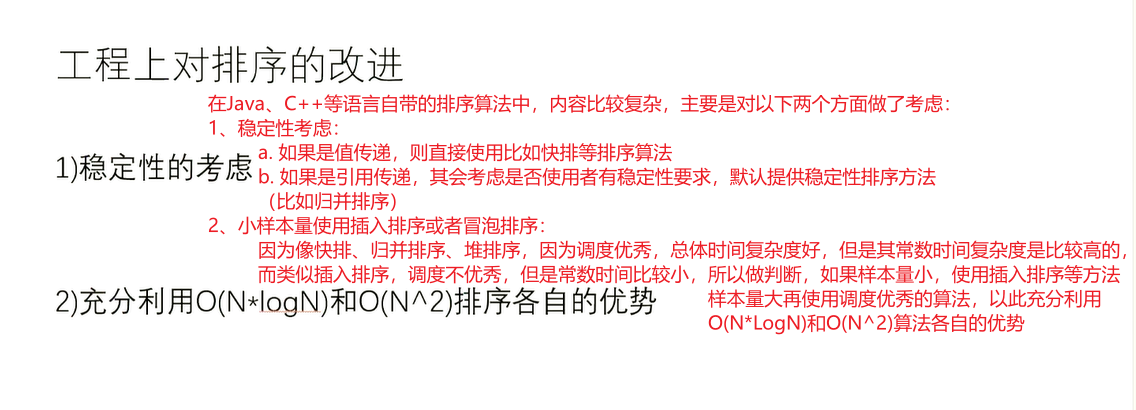 工程上对排序的改进
在Java、C++等语言自带的排序算法中，内容比较复杂，主要是对以下两个方面做了考虑：
1、稳定性考虑：
1)稳定性的考虑
a. 如果是值传递，则直接使用比如快排等排序算法
b. 如果是引用传递，其会考虑是否使用者有稳定性要求，默认提供稳定性排序方法
（比如归并排序）
2、小样本量使用插入排序或者冒泡排序：
因为像快排、归并排序、堆排序，因为调度优秀，总体时间复杂度好，但是其常数时间复杂度是比较高的，
而类似插入排序，调度不优秀，但是常数时间比较小，所以做判断，如果样本量小，使用插入排序等方法
2)充分利用O(N*logN)和O(N^2)排序各自的优势
样本量大再使用调度优秀的算法，以此充分利用
O(N*LogN)和O(N^2)算法各自的优势